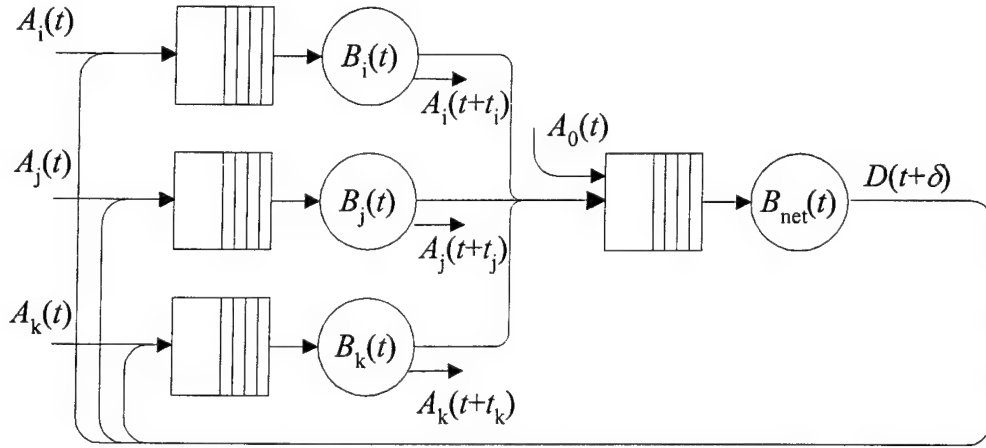 A_i(t)
B_i(t)
A_i(t+t_i)
A_0(t)
A_j(t)
B_j(t)
B_net(t)
D(t+δ)
A_j(t+t_j)
A_k(t)
B_k(t)
A_k(t+t_k)